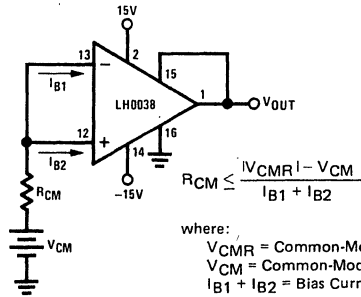 15V
13
2
15
I_B1
LH0038
1
V_OUT
12
16
I_B2
14
-15V
R_CM
V_CM
R_CM ≤ |V_CMR| - V_CM / I_B1 + I_B2
where:
V_CMR = Common-Mo
V_CM = Common-Mod
I_B1 + I_B2 = Bias Curr